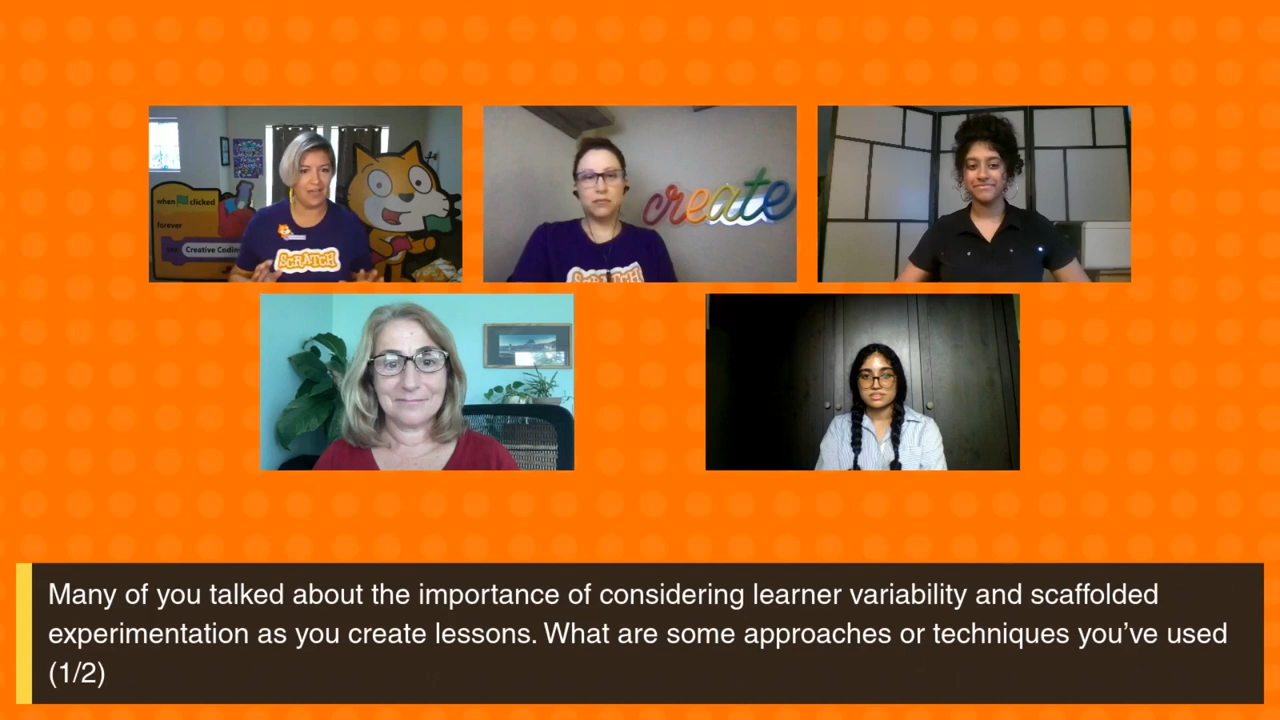 when clicked
forever
Creative Coding
SCRATCH
SCRATCH
create
Many of you talked about the importance of considering learner variability and scaffolded
experimentation as you create lessons. What are some approaches or techniques you’ve used
(1/2)